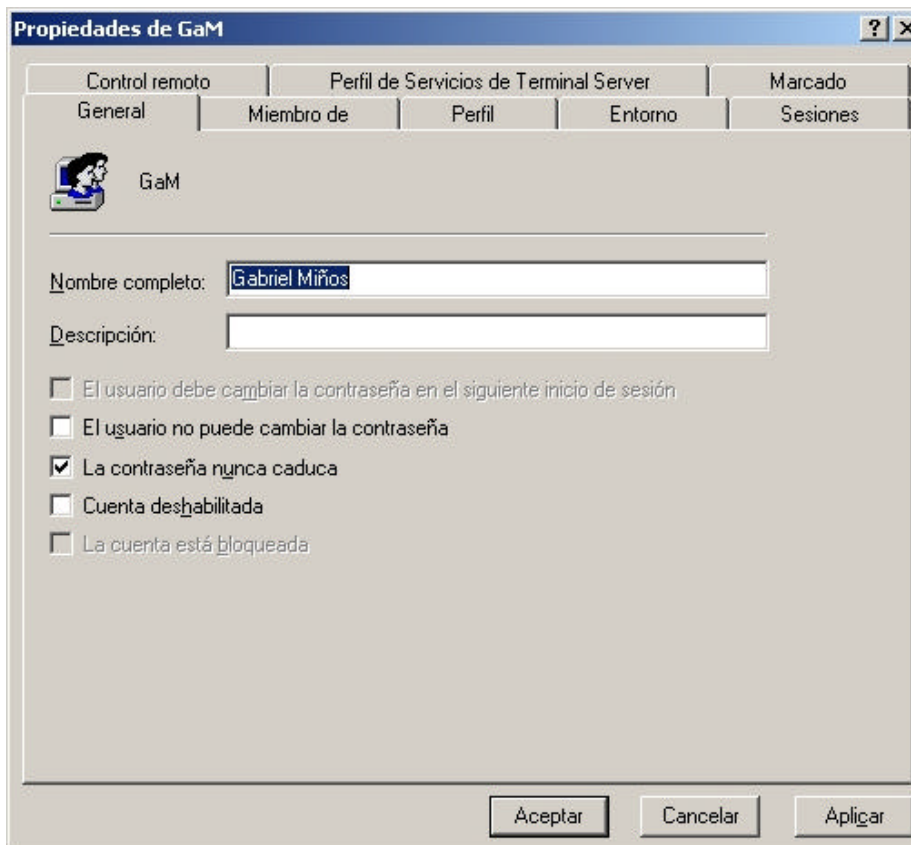 Propiedades de GaM
Control remoto Perfil de Servicios de Terminal Server Marcado
General Miembro de Perfil Entorno Sesiones
GaM
Nombre completo: Gabriel Miños
Descripción:
El usuario debe cambiar la contraseña en el siguiente inicio de sesión
El usuario no puede cambiar la contraseña
La contraseña nunca caduca
Cuenta deshabilitada
La cuenta está bloqueada
Aceptar Cancelar Aplicar